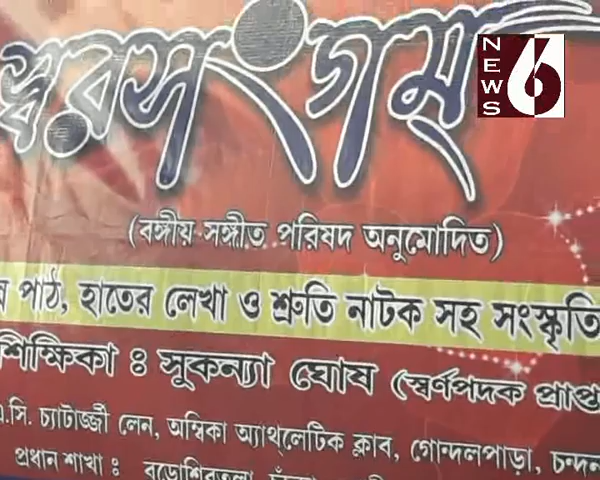 স্বরসংগম্
NEWS 6
(বঙ্গীয় সঙ্গীত পরিষদ অনুমোদিত)
পাঠ, হাতের লেখা ও শ্রুতি নাটক সহ সংস্কৃতি
শিক্ষিকা ঃ সুকন্যা ঘোষ (স্বর্ণপদক প্রাপ্ত
এ.সি. চ্যাটার্জ্জী লেন, অম্বিকা অ্যাথ্‌লেটিক ক্লাব, গোন্দলপাড়া, চন্দন
প্রধান শাখা ঃ